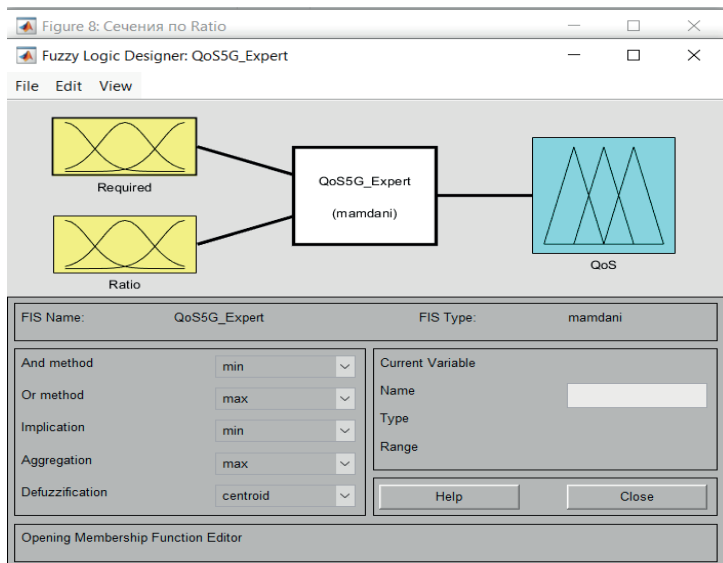 Figure 8: Сечения по Ratio
Fuzzy Logic Designer: QoS5G_Expert
File Edit View
Required
Ratio
QoS5G_Expert
(mamdani)
QoS
FIS Name: QoS5G_Expert FIS Type: mamdani
And method min
Or method max
Implication min
Aggregation max
Defuzzification centroid
Current Variable
Name
Type
Range
Help Close
Opening Membership Function Editor